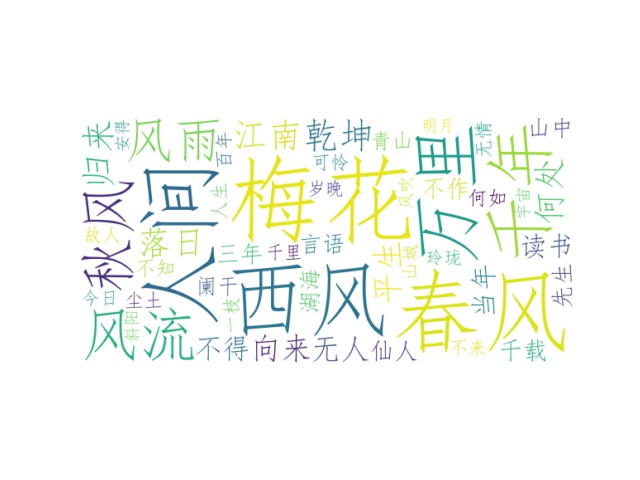 归来
安得
风雨
百年
江南
乾坤
青山
明月
无情
山中
秋风
人间
人生
梅花
可怜
岁晚
风吹
不作
万里
何如
千年
宇宙
何处
故人
落日
不知
三年
千里
言语
阑干
湖海
平生
山城
玲珑
当年
读书
先生
今日
尘土
斜阳
一枝
西风
春风
风流
不得
向来
无人
仙人
不来
千载